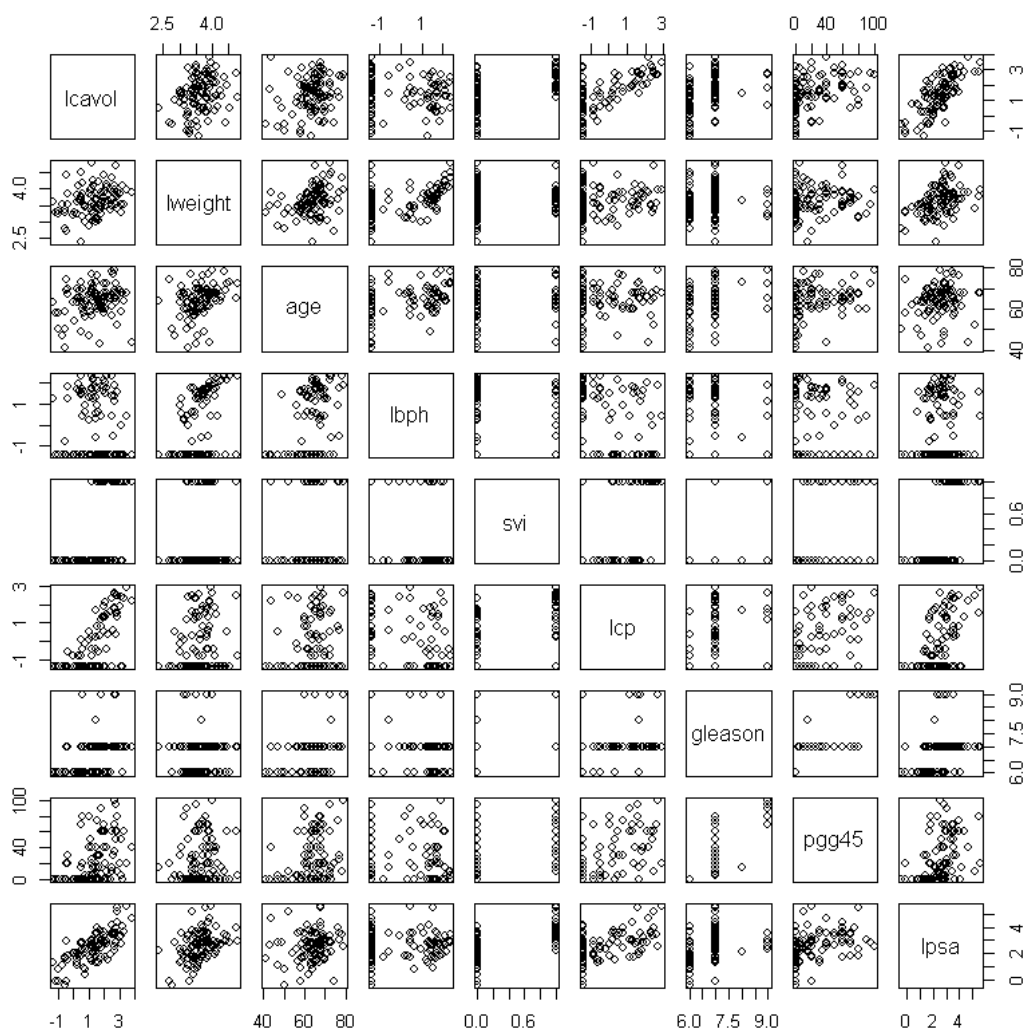 2.5 4.0 -1 1 -1 1 3 0 40 100
lcavol -1 1 3
2.5 4.0 lweight
age 40 60 80
-1 1 lbph
svi 0.0 0.6
-1 1 3 lcp
gleason 6.0 7.5 9.0
0 40 100 pgg45
lpsa 0 2 4
-1 1 3 40 60 80 0.0 0.6 6.0 7.5 9.0 0 2 4